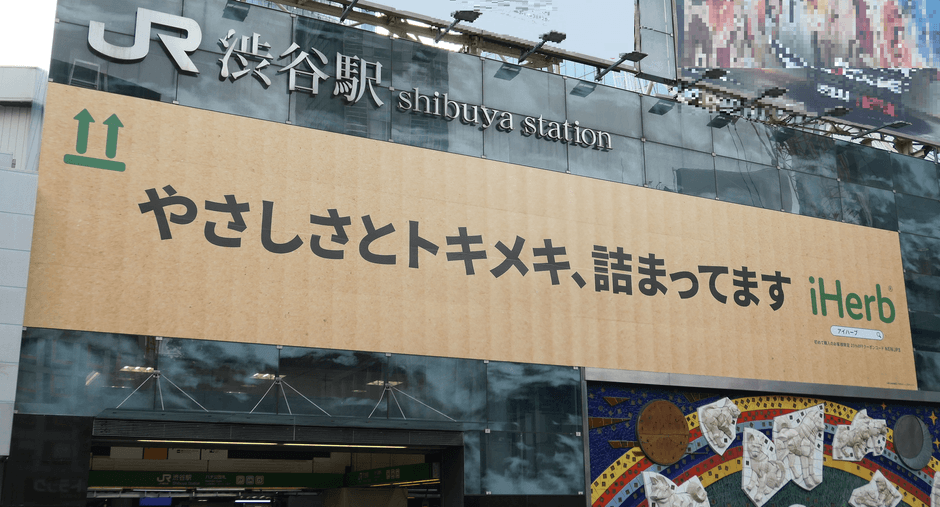 JR 渋谷駅 shibuya station
やさしさとトキメキ、詰まってます
iHerb
アイハーブ